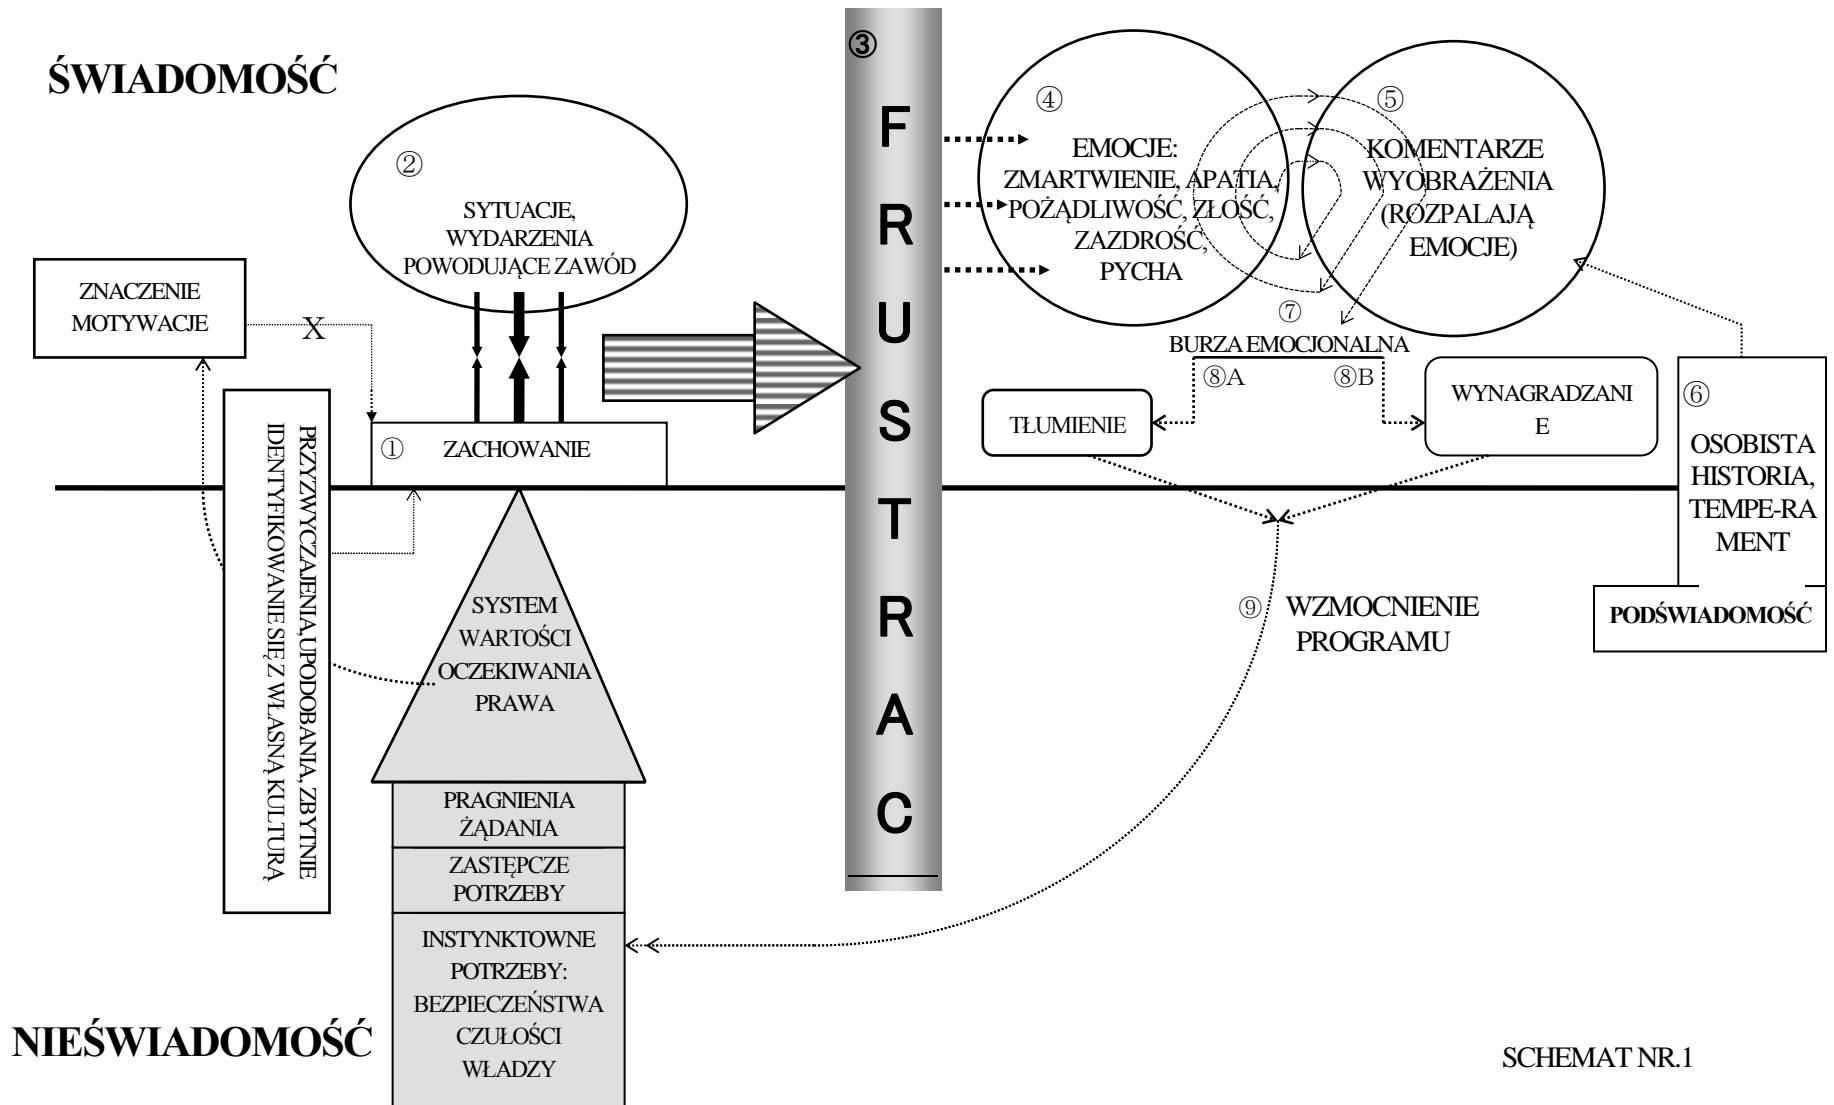 ŚWIADOMOŚĆ
②
SYTUACJE,
WYDARZENIA
POWODUJĄCE ZAWÓD
ZNACZENIE
MOTYWACJE
X
①
ZACHOWANIE
PRZYZWYCZAJENIA,UPODOBANIA, ZBYTNIE
IDENTYFIKOWANIE SIĘ Z WŁASNĄ KULTURĄ
SYSTEM
WARTOŚCI
OCZEKIWANIA
PRAWA
PRAGNIENIA
ŻĄDANIA
ZASTĘPCZE
POTRZEBY
INSTYNKTOWNE
POTRZEBY:
BEZPIECZEŃSTWA
CZUŁOŚCI
WŁADZY
NIEŚWIADOMOŚĆ
③
F
R
U
S
T
R
A
C
④
EMOCJE:
ZMARTWIENIE, APATIA,
POŻĄDLIWOŚĆ, ZŁOŚĆ,
ZAZDROŚĆ,
PYCHA
⑤
KOMENTARZE
WYOBRAŻENIA
(ROZPALAJĄ
EMOCJE)
⑦
BURZA EMOCJONALNA
⑧A
⑧B
TŁUMIENIE
WYNAGRADZANI
E
⑥
OSOBISTA
HISTORIA,
TEMPE-RA
MENT
PODŚWIADOMOŚĆ
⑨
WZMOCNIENIE
PROGRAMU
SCHEMAT NR.1